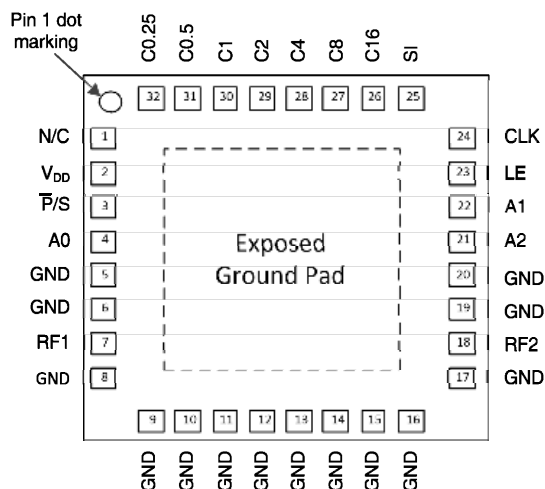 Pin 1 dot
marking
C0.25
C0.5
C1
C2
C4
C8
C16
SI
32
31
30
29
28
27
26
25
N/C
1
24
CLK
VDD
2
23
LE
P̅/S
3
22
A1
A0
4
21
A2
GND
5
20
GND
GND
6
19
GND
RF1
7
18
RF2
GND
8
17
GND
Exposed
Ground Pad
9
10
11
12
13
14
15
16
GND
GND
GND
GND
GND
GND
GND
GND